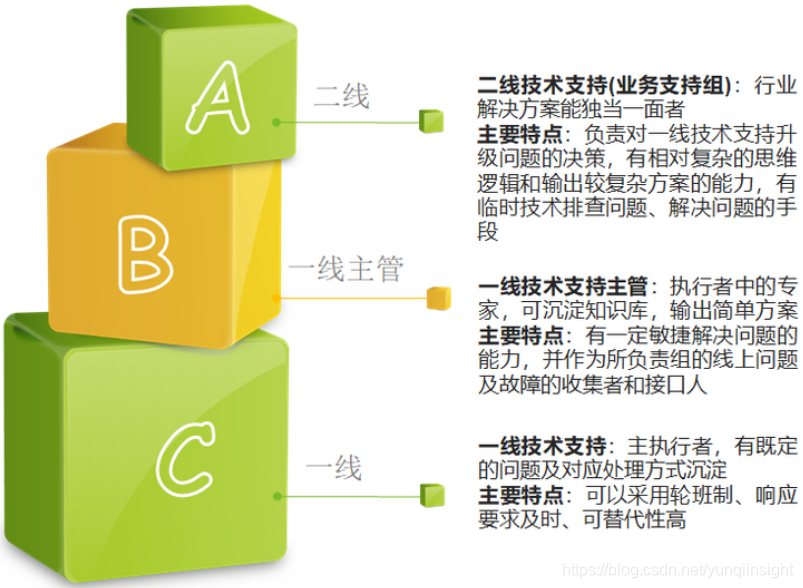 A
二线
二线技术支持(业务支持组)：行业
解决方案能独当一面者
主要特点：负责对一线技术支持升
级问题的决策，有相对复杂的思维
逻辑和输出较复杂方案的能力，有
临时技术排查问题、解决问题的手
段
B
一线主管
一线技术支持主管：执行者中的专
家，可沉淀知识库，输出简单方案
主要特点：有一定敏捷解决问题的
能力，并作为所负责组的线上问题
及故障的收集者和接口人
C
一线
一线技术支持：主执行者，有既定
的问题及对应处理方式沉淀
主要特点：可以采用轮班制、响应
要求及时、可替代性高
https://blog.csdn.net/yunqiinsight